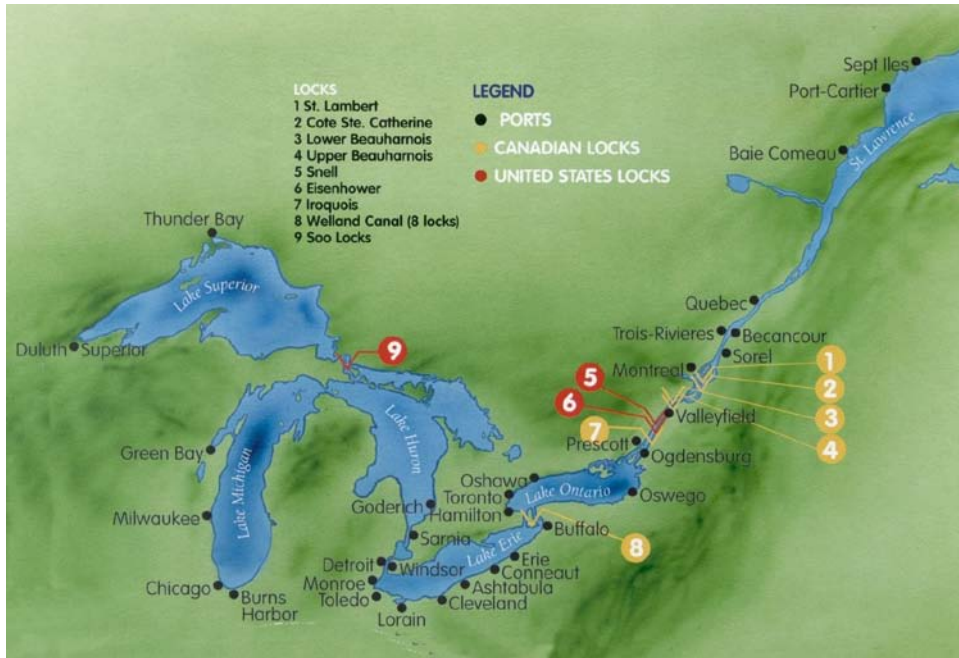 LOCKS
1 St. Lambert
2 Cote Ste. Catherine
3 Lower Beauharnois
4 Upper Beauharnois
5 Snell
6 Eisenhower
7 Iroquois
8 Welland Canal (8 locks)
9 Soo Locks
LEGEND
PORTS
CANADIAN LOCKS
UNITED STATES LOCKS
Sept Iles
Port-Cartier
St. Lawrence
Baie Comeau
Thunder Bay
Lake Superior
Duluth
Superior
9
Quebec
Trois-Rivieres
Becancour
Sorel
Montreal
1
2
3
4
5
6
7
Valleyfield
Prescott
Ogdensburg
Green Bay
Lake Michigan
Lake Huron
Milwaukee
Chicago
Burns
Harbor
Goderich
Sarnia
Oshawa
Toronto
Hamilton
Lake Ontario
Oswego
Buffalo
8
Lake Erie
Detroit
Windsor
Monroe
Toledo
Lorain
Cleveland
Ashtabula
Conneaut
Erie